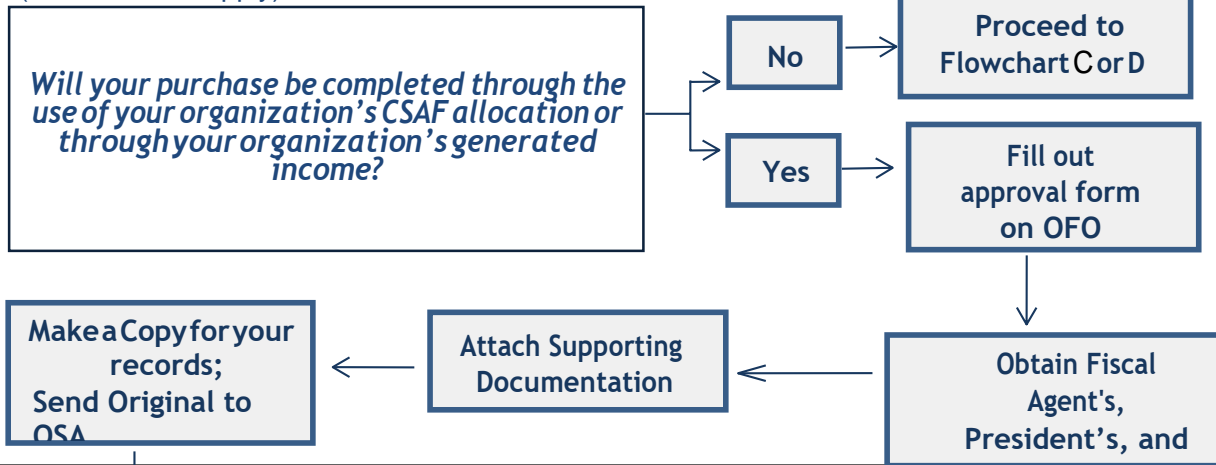 Will your purchase be completed through the
use of your organization's CSAF allocation or
through your organization's generated
income?
No
Proceed to
Flowchart C or D
Yes
Fill out
approval form
on OFO
Obtain Fiscal
Agent's,
President's, and
Attach Supporting
Documentation
Make a Copy for your
records;
Send Original to
OSA